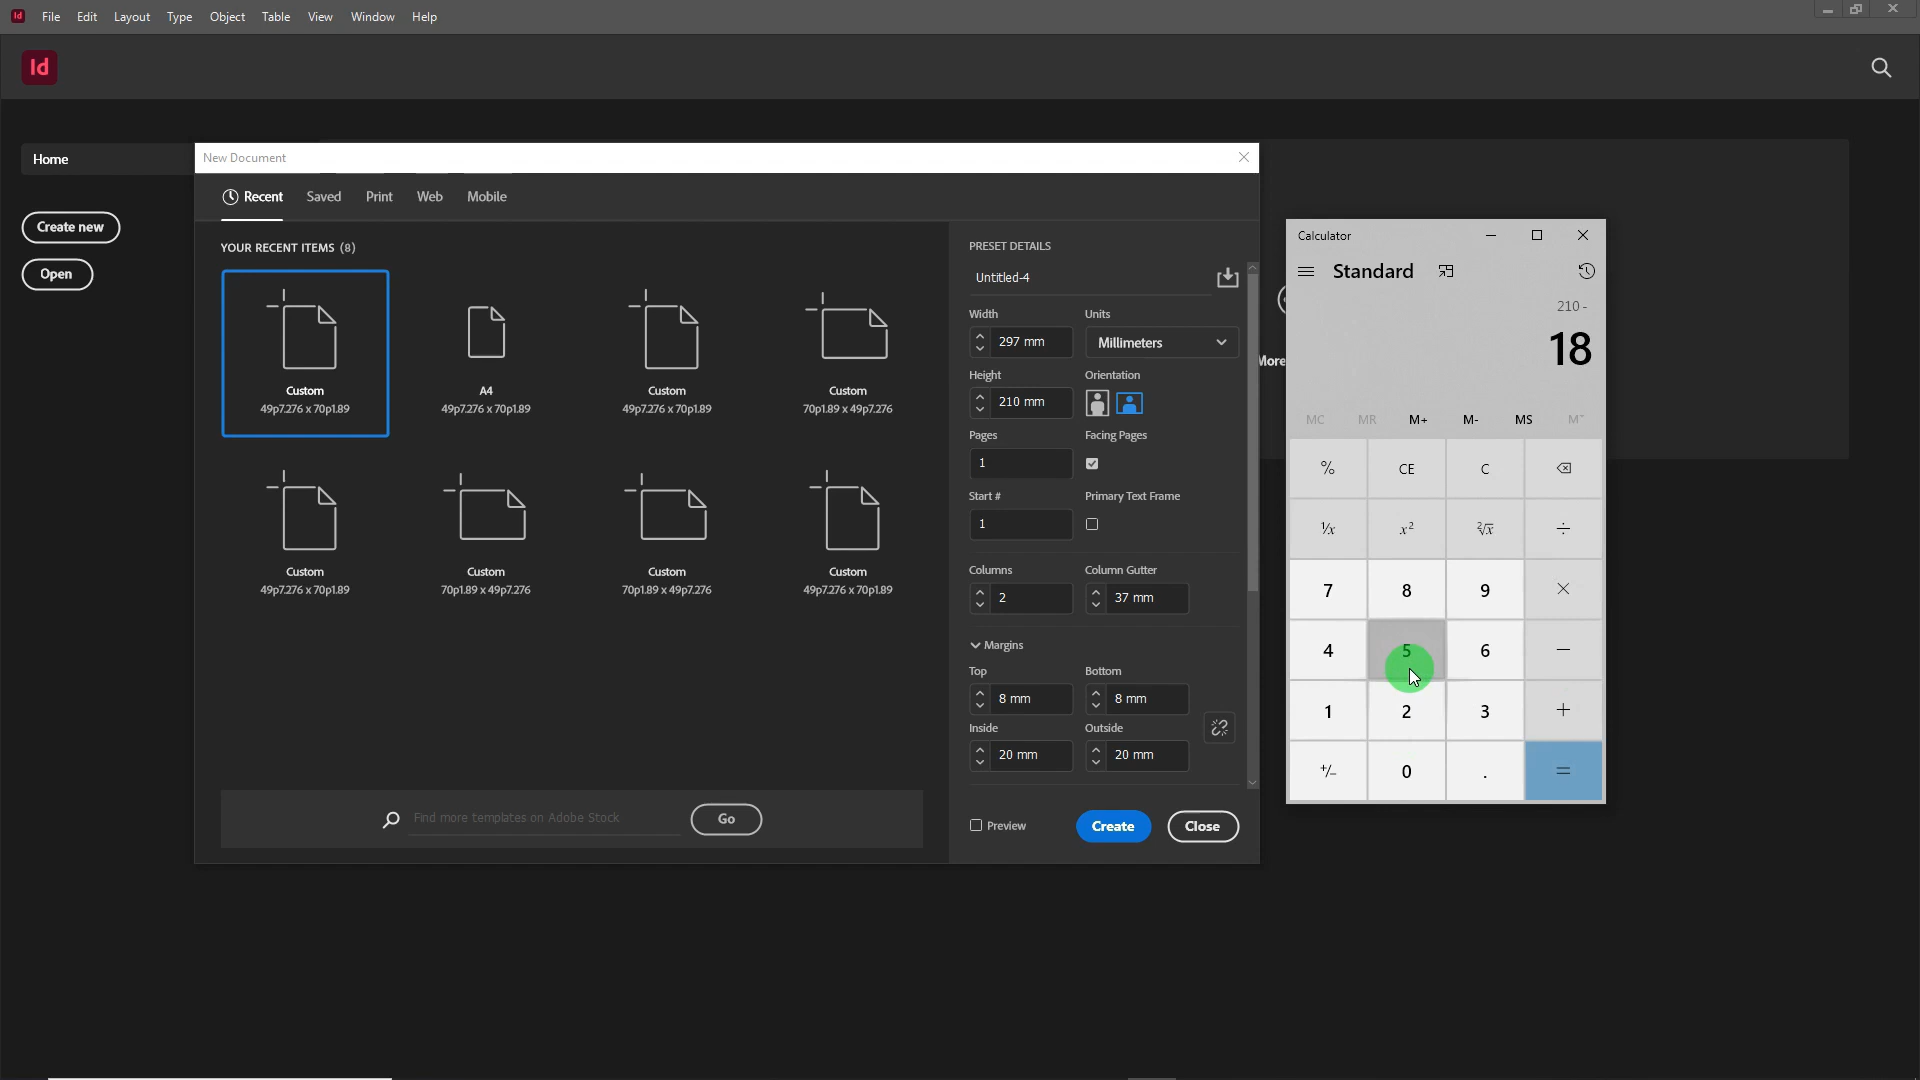 Id File Edit Layout Type Object Table View Window Help
Id
Home
Create new
Open
New Document
Recent Saved Print Web Mobile
YOUR RECENT ITEMS (8)
Custom
49p7.276 x 70p1.89
A4
49p7.276 x 70p1.89
Custom
49p7.276 x 70p1.89
Custom
70p1.89 x 49p7.276
Custom
49p7.276 x 70p1.89
Custom
70p1.89 x 49p7.276
Custom
70p1.89 x 49p7.276
Custom
49p7.276 x 70p1.89
Find more templates on Adobe Stock
Go
PRESET DETAILS
Untitled-4
Width Units
297 mm Millimeters
Height Orientation
210 mm
Pages Facing Pages
1
Start # Primary Text Frame
1
Columns Column Gutter
2 37 mm
Margins
Top Bottom
8 mm 8 mm
Inside Outside
20 mm 20 mm
Preview Create Close
More
Calculator
Standard
210 -
18
MC MR M+ M- MS M˅
% CE C
¹/x x² ²√x ÷
7 8 9 ×
4 5 6 −
1 2 3 +
+/− 0 . =